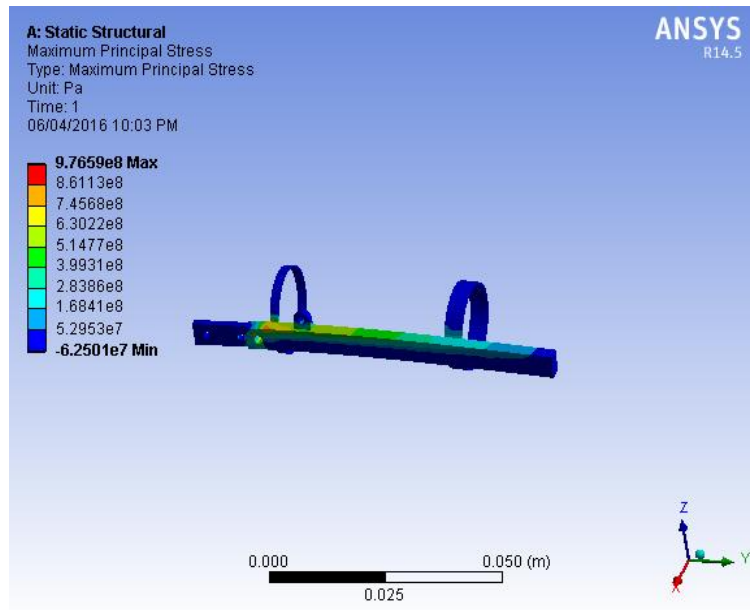 A: Static Structural
Maximum Principal Stress
Type: Maximum Principal Stress
Unit: Pa
Time: 1
06/04/2016 10:03 PM
ANSYS
R14.5
9.7659e8 Max
8.6113e8
7.4568e8
6.3022e8
5.1477e8
3.9931e8
2.8386e8
1.6841e8
5.2953e7
-6.2501e7 Min
0.000
0.050 (m)
0.025
Z
Y
X